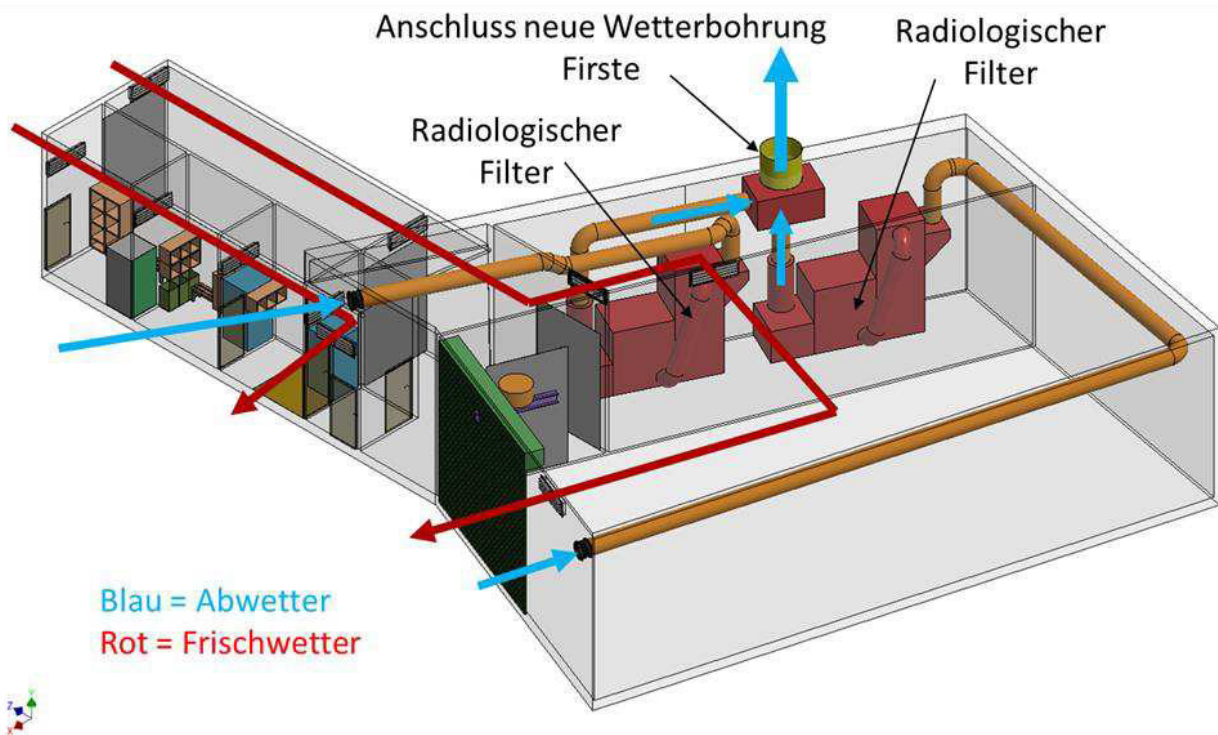 Anschluss neue Wetterbohrung
Firste
Radiologischer
Filter
Radiologischer
Filter
Blau = Abwetter
Rot = Frischwetter
Y
Z
X